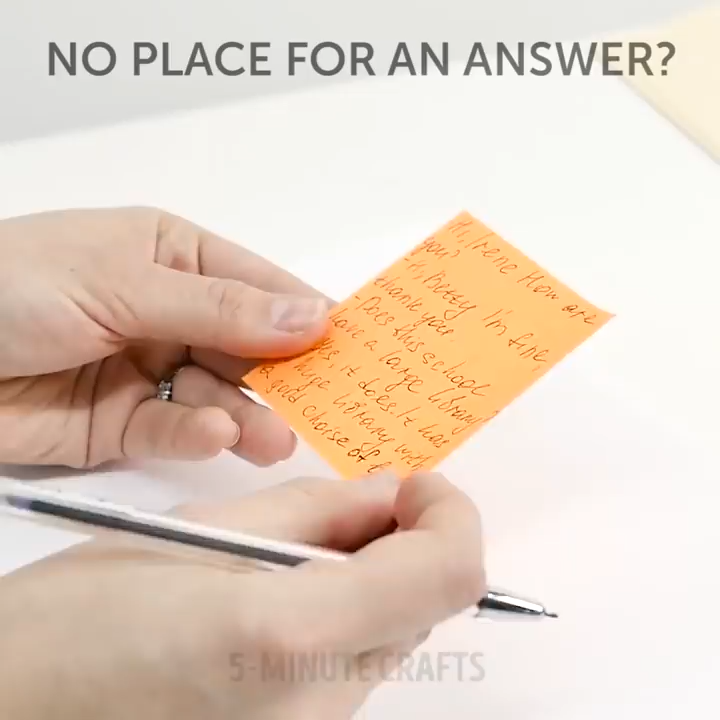 NO PLACE FOR AN ANSWER?
Hi, Irene How are
you?
-Hi, Betty I'm fine,
thank you.
-Does this school
have a large library?
Yes, it does. It has
huge library with
a good choise of
5-MINUTE CRAFTS